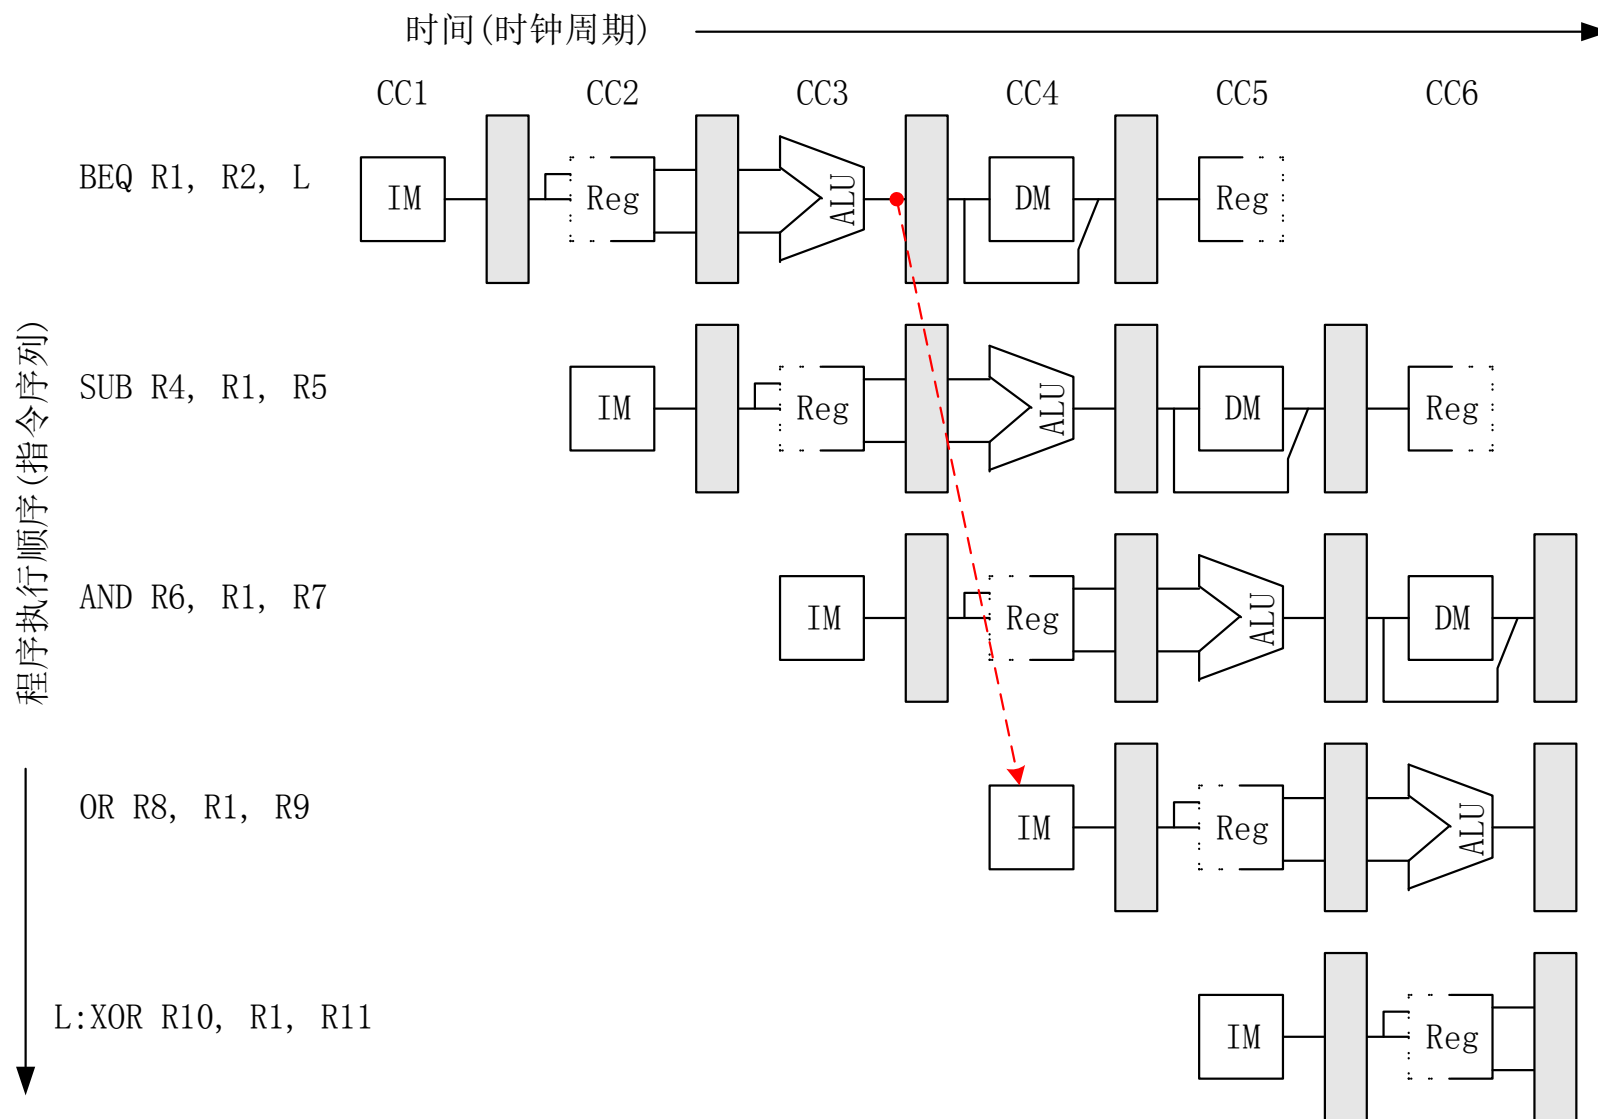 时间(时钟周期)
CC1 CC2 CC3 CC4 CC5 CC6
BEQ R1, R2, L IM Reg ALU DM Reg
SUB R4, R1, R5 IM Reg ALU DM Reg
程序执行顺序(指令序列)
AND R6, R1, R7 IM Reg ALU DM
OR R8, R1, R9 IM Reg ALU
L:XOR R10, R1, R11 IM Reg